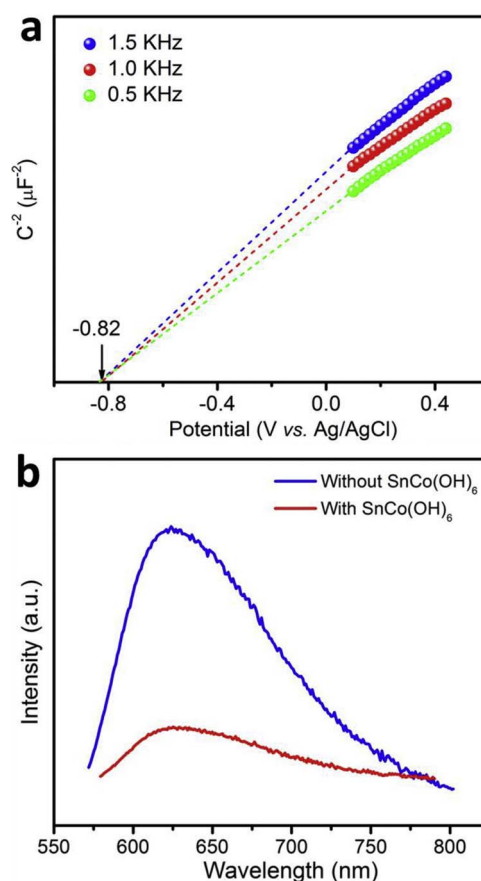 a
1.5 KHz
1.0 KHz
0.5 KHz
C⁻² (μF⁻²)
-0.82
-0.8 -0.4 0.0 0.4
Potential (V vs. Ag/AgCl)
b
Without SnCo(OH)₆
With SnCo(OH)₆
Intensity (a.u.)
550 600 650 700 750 800
Wavelength (nm)